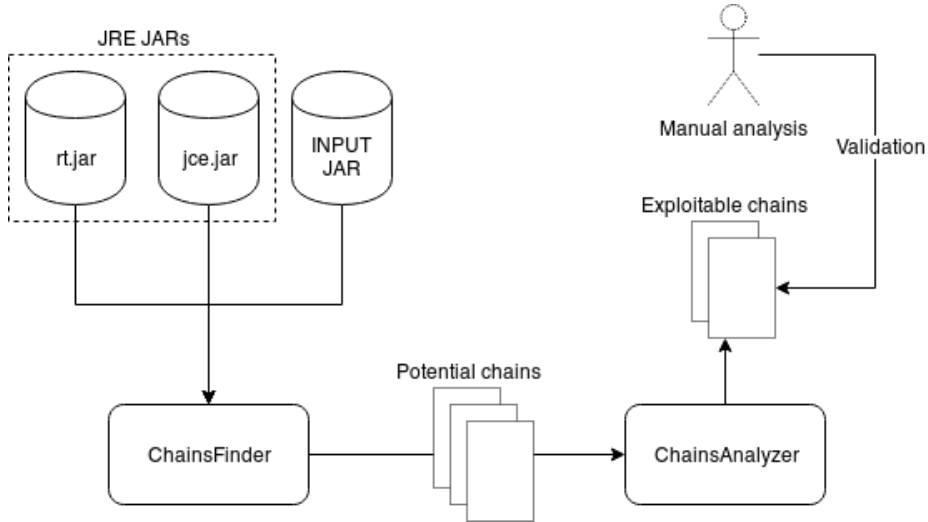 JRE JARs
rt.jar
jce.jar
INPUT
JAR
Manual analysis
Validation
Exploitable chains
Potential chains
ChainsFinder
ChainsAnalyzer